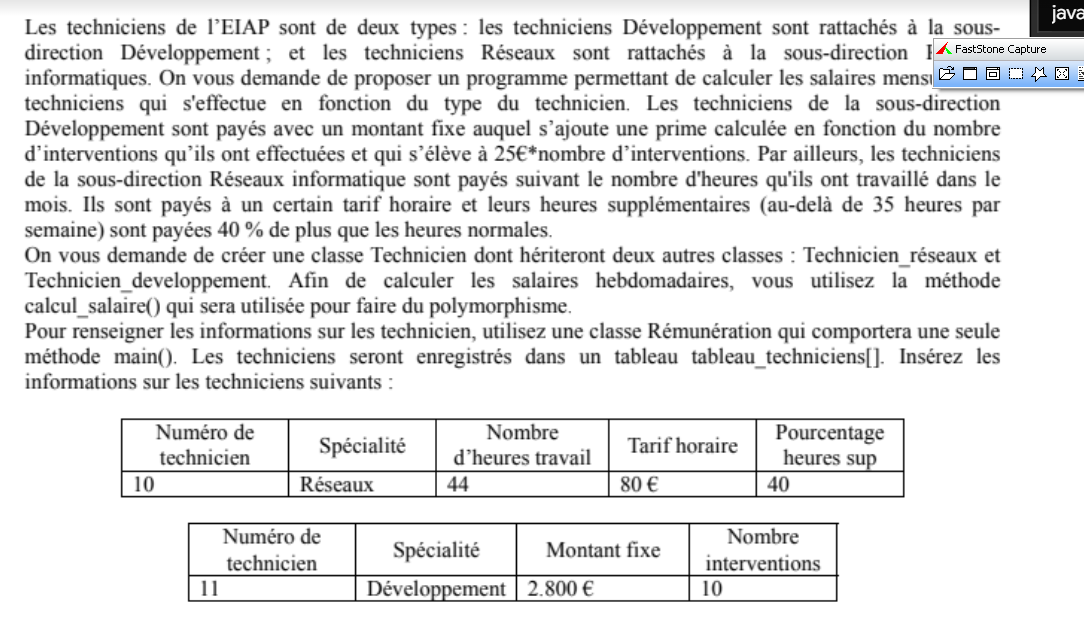 java
FastStone Capture
Les techniciens de l’EIAP sont de deux types : les techniciens Développement sont rattachés à la sous-
direction Développement ; et les techniciens Réseaux sont rattachés à la sous-direction
informatiques. On vous demande de proposer un programme permettant de calculer les salaires
techniciens qui s'effectue en fonction du type du technicien. Les techniciens de la sous-direction
Développement sont payés avec un montant fixe auquel s’ajoute une prime calculée en fonction du nombre
d’interventions qu’ils ont effectuées et qui s’élève à 25€*nombre d’interventions. Par ailleurs, les techniciens
de la sous-direction Réseaux informatique sont payés suivant le nombre d'heures qu'ils ont travaillé dans le
mois. Ils sont payés à un certain tarif horaire et leurs heures supplémentaires (au-delà de 35 heures par
semaine) sont payées 40 % de plus que les heures normales.
On vous demande de créer une classe Technicien dont hériteront deux autres classes : Technicien_réseaux et
Technicien_developpement. Afin de calculer les salaires hebdomadaires, vous utilisez la méthode
calcul_salaire() qui sera utilisée pour faire du polymorphisme.
Pour renseigner les informations sur les technicien, utilisez une classe Rémunération qui comportera une seule
méthode main(). Les techniciens seront enregistrés dans un tableau tableau_techniciens[]. Insérez les
informations sur les techniciens suivants :
Numéro de technicien Spécialité Nombre d’heures travail Tarif horaire Pourcentage heures sup
10 Réseaux 44 80 € 40
Numéro de technicien Spécialité Montant fixe Nombre interventions
11 Développement 2.800 € 10